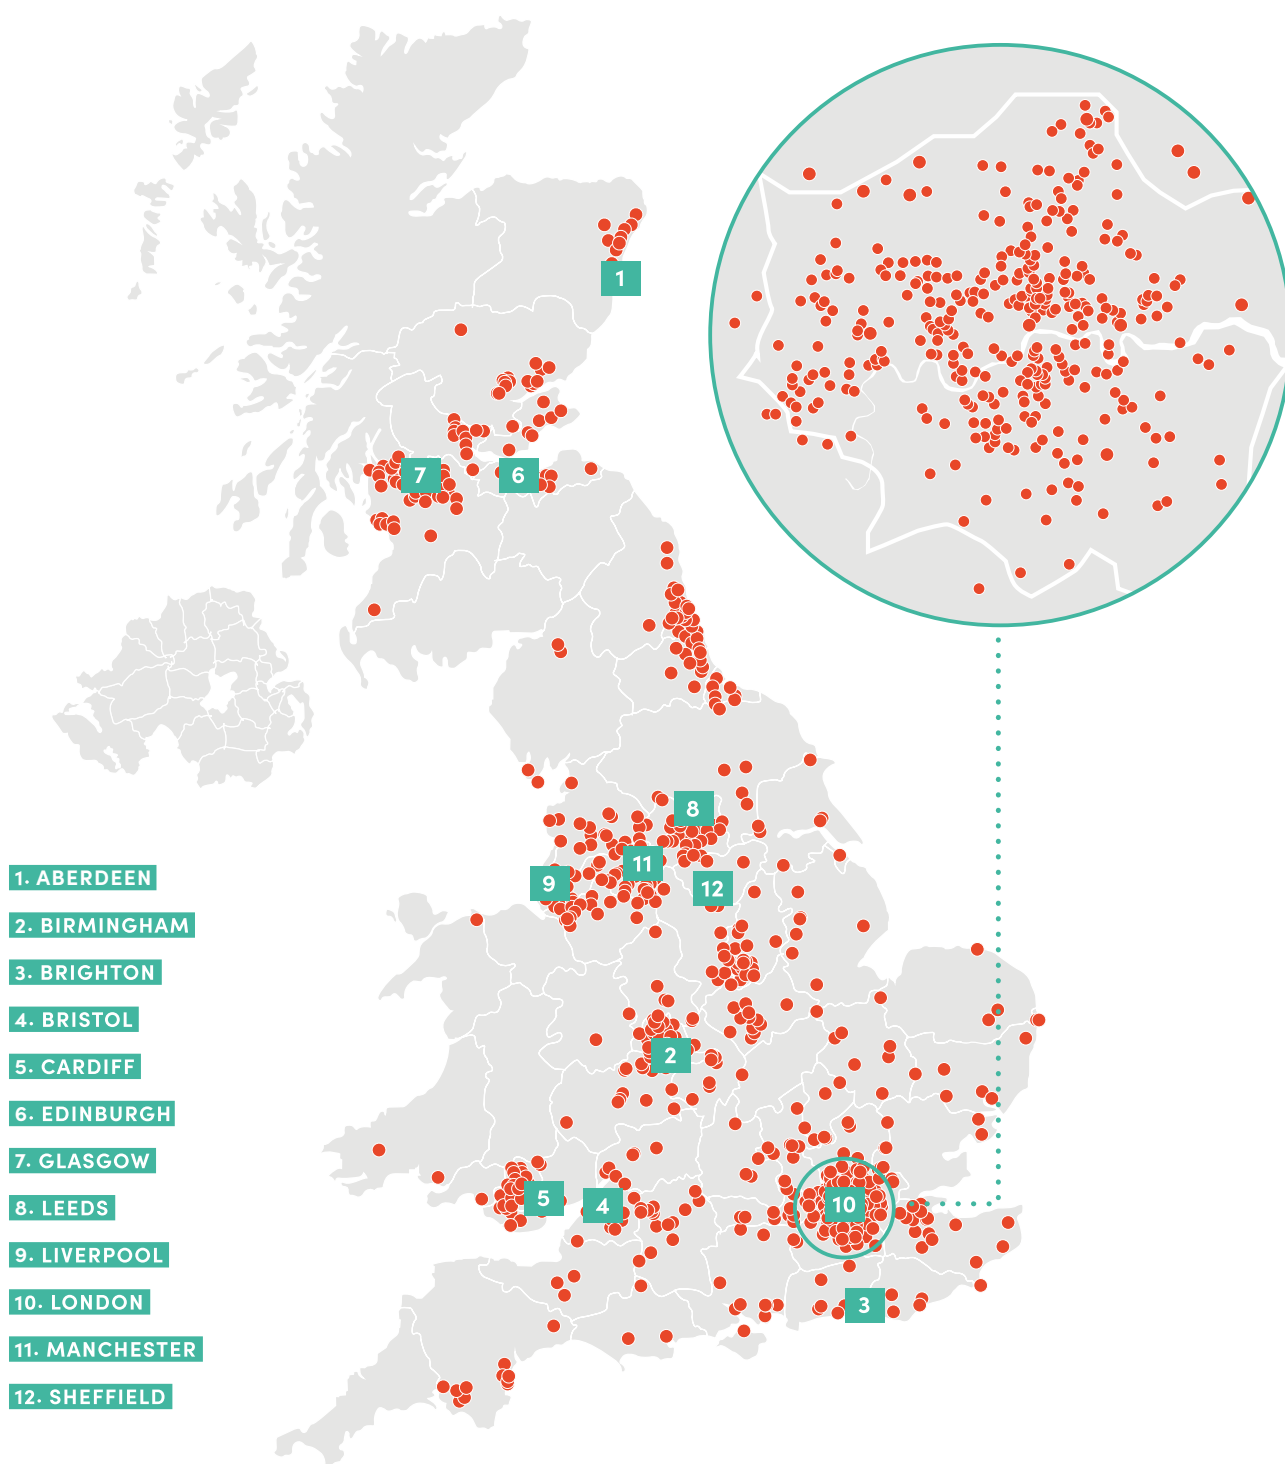 1
7
6
8
11
9
12
2
5
4
10
3
1. ABERDEEN
2. BIRMINGHAM
3. BRIGHTON
4. BRISTOL
5. CARDIFF
6. EDINBURGH
7. GLASGOW
8. LEEDS
9. LIVERPOOL
10. LONDON
11. MANCHESTER
12. SHEFFIELD